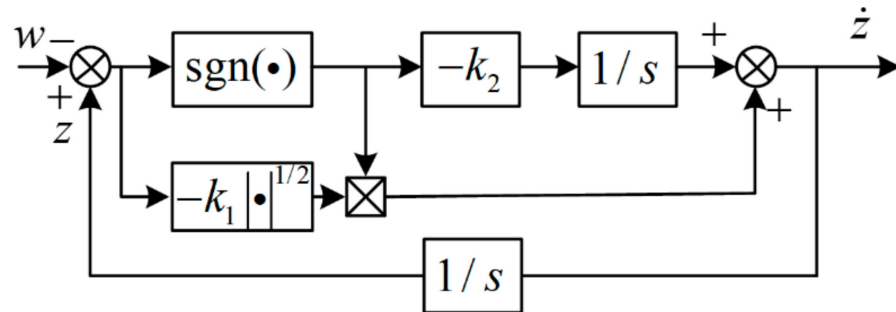 w − sgn(•) −k₂ 1/s + ż
+
z +
−k₁|•|^{1/2}
1/s